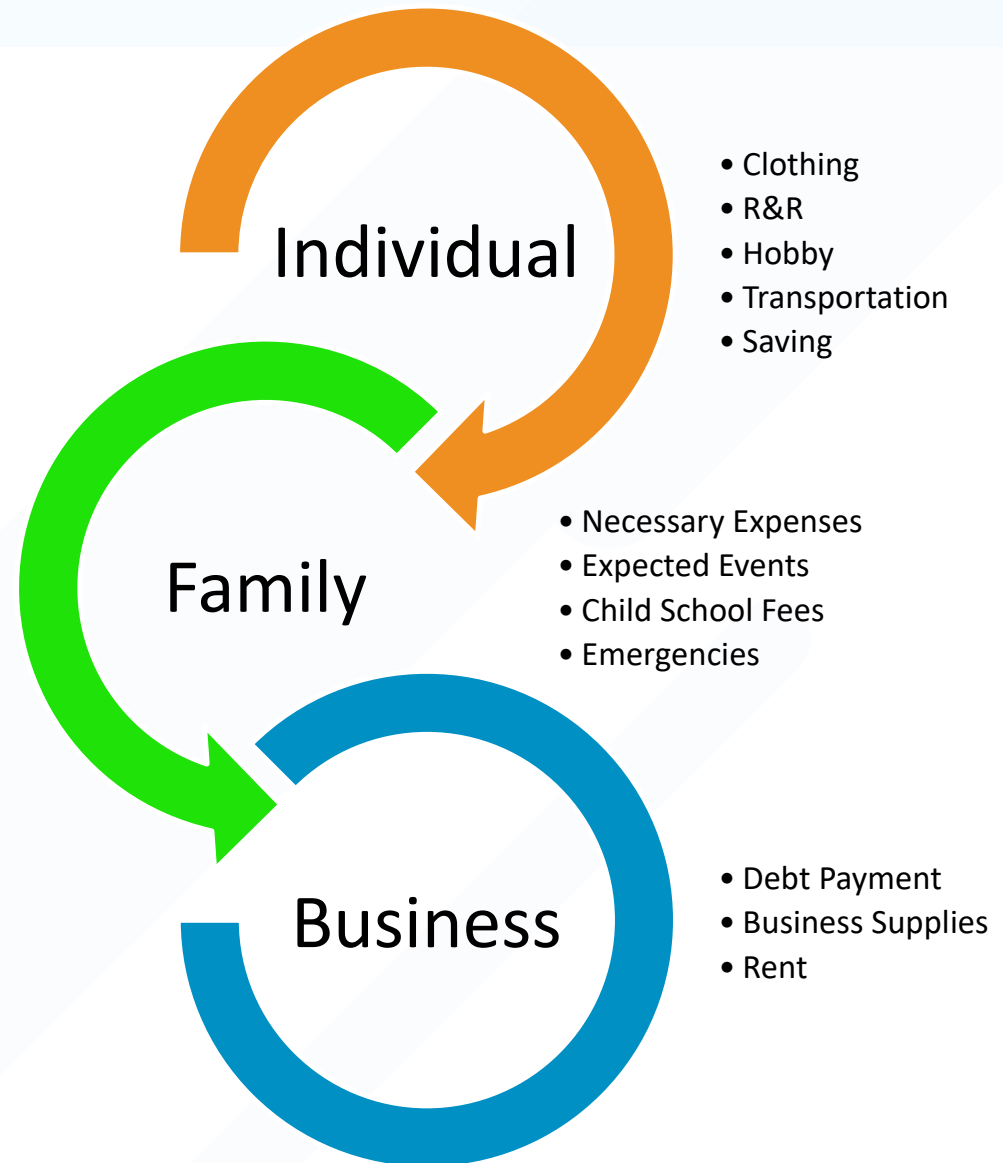 Individual
• Clothing
• R&R
• Hobby
• Transportation
• Saving
Family
• Necessary Expenses
• Expected Events
• Child School Fees
• Emergencies
Business
• Debt Payment
• Business Supplies
• Rent